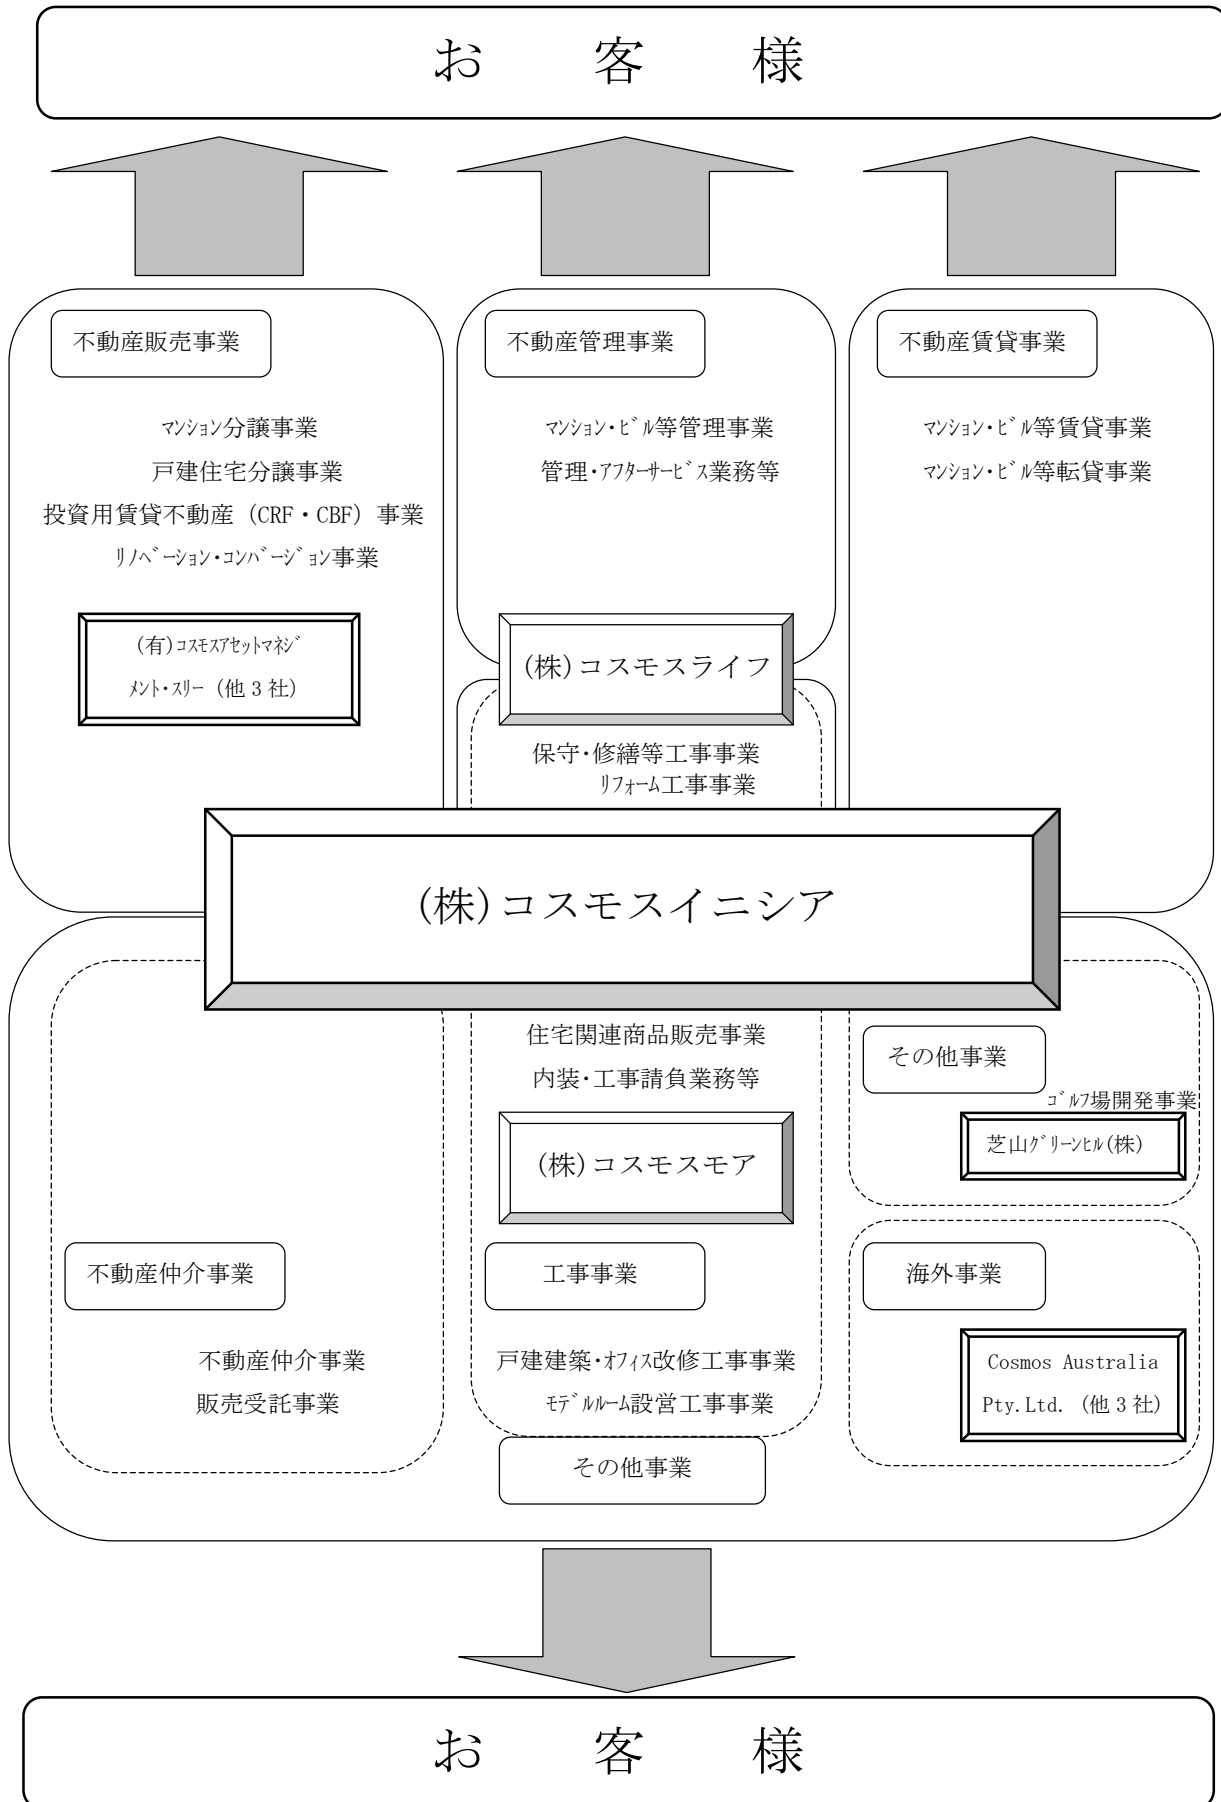 お 客 様
不動産販売事業
マンション分譲事業
戸建住宅分譲事業
投資用賃貸不動産（CRF・CBF）事業
リノベーション・コンバージョン事業
(有)コスモスアセットマネジ
メント・スリー（他３社）
不動産管理事業
マンション・ビル等管理事業
管理・アフターサービス業務等
(株)コスモスライフ
保守・修繕等工事事業
リフォーム工事事業
不動産賃貸事業
マンション・ビル等賃貸事業
マンション・ビル等転貸事業
(株)コスモスイニシア
不動産仲介事業
不動産仲介事業
販売受託事業
住宅関連商品販売事業
内装・工事請負業務等
(株)コスモスモア
工事事業
戸建建築・オフィス改修工事事業
モデルルーム設営工事事業
その他事業
ゴルフ場開発事業
芝山グリーンヒル(株)
海外事業
Cosmos Australia
Pty.Ltd.（他３社）
その他事業
お 客 様